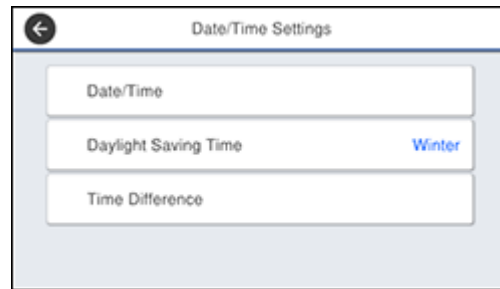 Date/Time Settings
Date/Time
Daylight Saving Time Winter
Time Difference